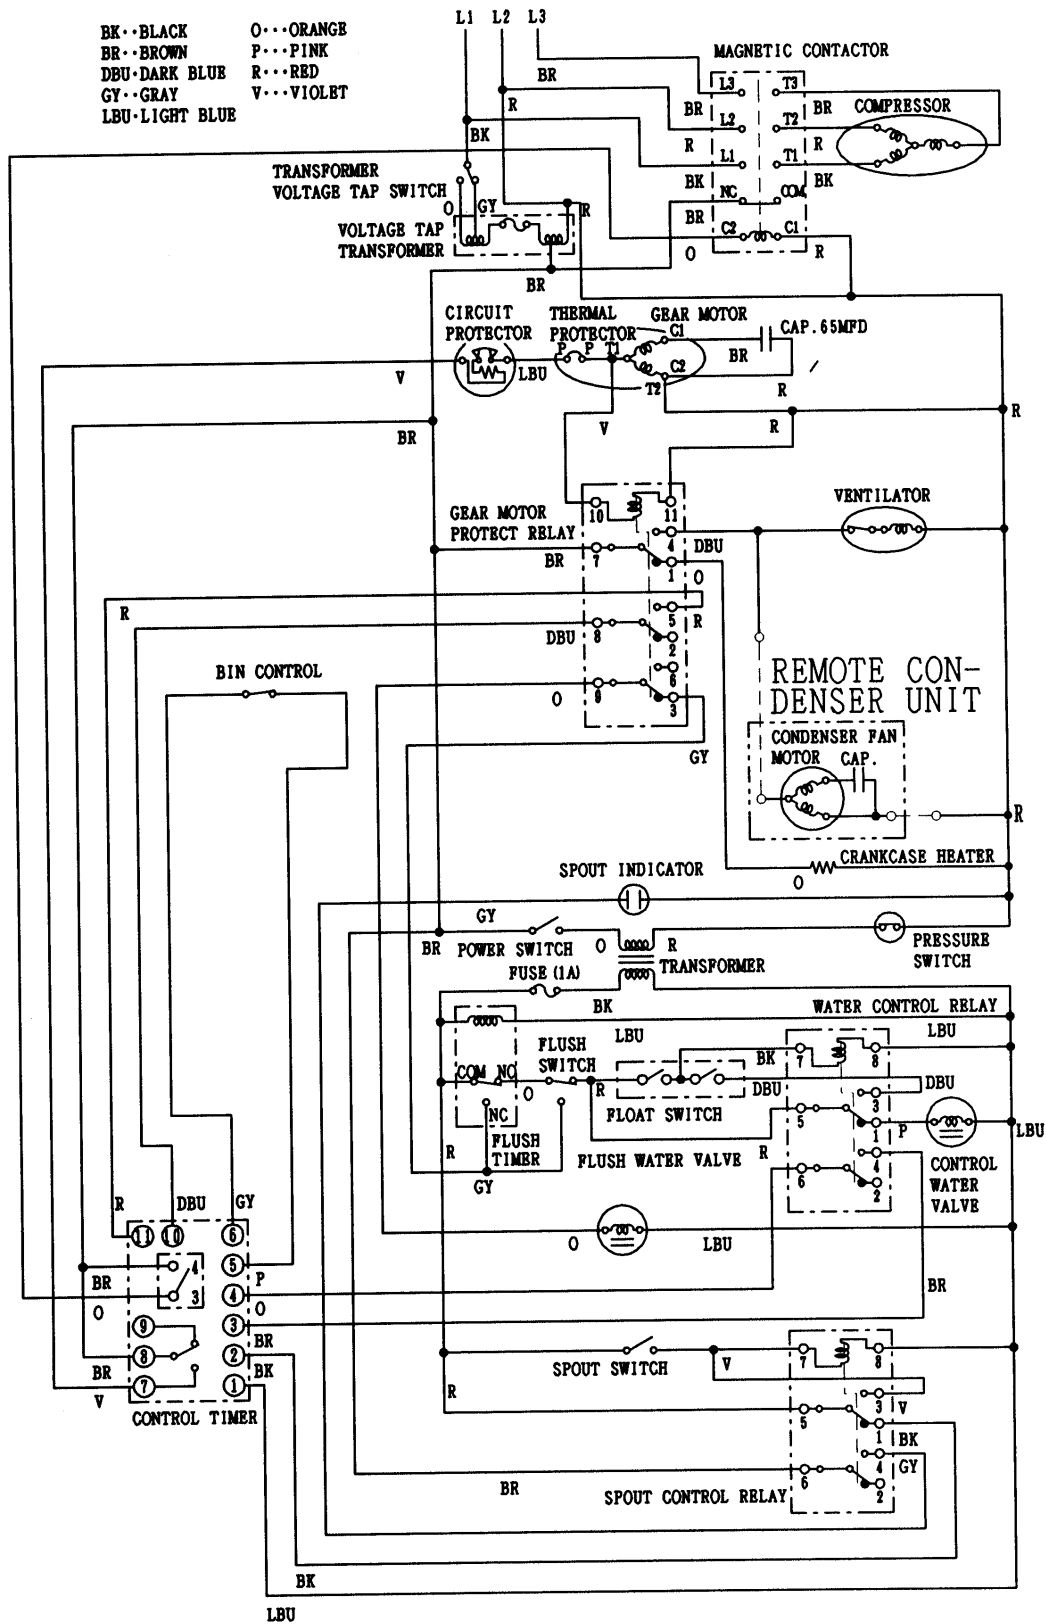 L1 L2 L3
BK··BLACK O···ORANGE
BR··BROWN P···PINK
DBU·DARK BLUE R···RED
GY··GRAY V···VIOLET
LBU·LIGHT BLUE
MAGNETIC CONTACTOR
BR
L3 T3
R
BR BR
COMPRESSOR
L2 T2
BK
R R
L1 T1
TRANSFORMER
VOLTAGE TAP SWITCH
BK BK
NC COM
O GY R
BR
VOLTAGE TAP
TRANSFORMER
C2 C1
O R
BR
CIRCUIT
PROTECTOR
THERMAL
PROTECTOR
GEAR MOTOR
C1
CAP.65MFD
P P T1
BR
V
LBU
C2
T2
R
R
V
R
BR
GEAR MOTOR
PROTECT RELAY
10 11
VENTILATOR
4
DBU
BR
7
1
O
R
5
R
DBU
8
2
BIN CONTROL
6
O
9
3
GY
REMOTE CON-
DENSER UNIT
CONDENSER FAN
MOTOR CAP.
R
CRANKCASE HEATER
O
SPOUT INDICATOR
GY
BR
POWER SWITCH
O R
PRESSURE
SWITCH
TRANSFORMER
FUSE(1A)
BK
WATER CONTROL RELAY
LBU
LBU
FLUSH
SWITCH
BK
7 8
COM NO
O
R
DBU
DBU
NC
FLOAT SWITCH
3
5
1
P
LBU
FLUSH
TIMER
R
FLUSH WATER VALVE
R
4
CONTROL
WATER
VALVE
GY
6
2
R DBU GY
11 10 6
O
LBU
BR
4
5
P
BR
O
3
4
O
9
3
BR
8
2
BR
BK
V
7
1
CONTROL TIMER
SPOUT SWITCH
V
7 8
R
3
V
5
1
BK
4
GY
BR
6
2
SPOUT CONTROL RELAY
BK
LBU